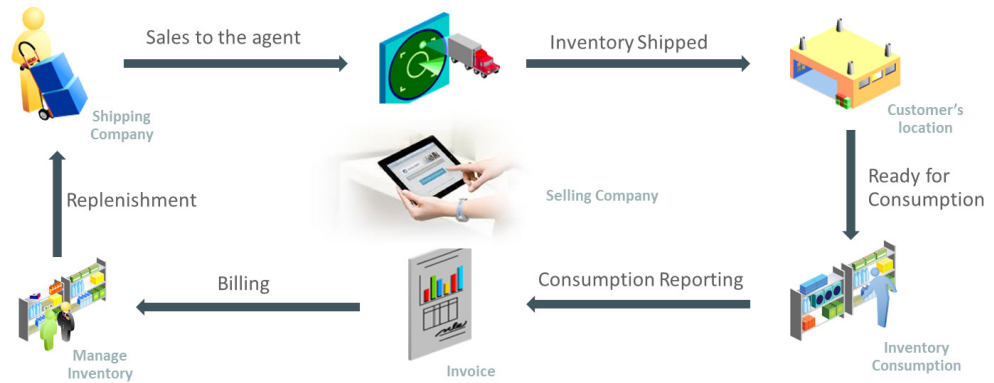 Sales to the agent
Inventory Shipped
Shipping
Company
Customer's
location
Replenishment
Selling Company
Ready for
Consumption
Billing
Consumption Reporting
Manage
Inventory
Invoice
Inventory
Consumption